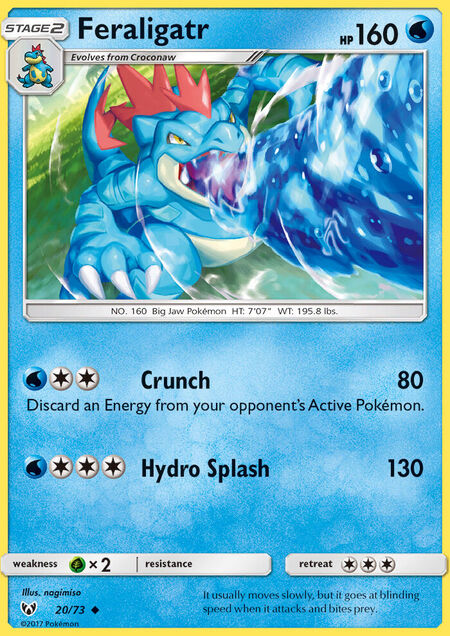 STAGE2 Feraligatr HP 160
Evolves from Croconaw
NO. 160 Big Jaw Pokémon HT: 7'07" WT: 195.8 lbs.
Crunch 80
Discard an Energy from your opponent's Active Pokémon.
Hydro Splash 130
weakness ×2 resistance retreat
Illus. nagimiso
20/73
©2017 Pokémon
It usually moves slowly, but it goes at blinding
speed when it attacks and bites prey.